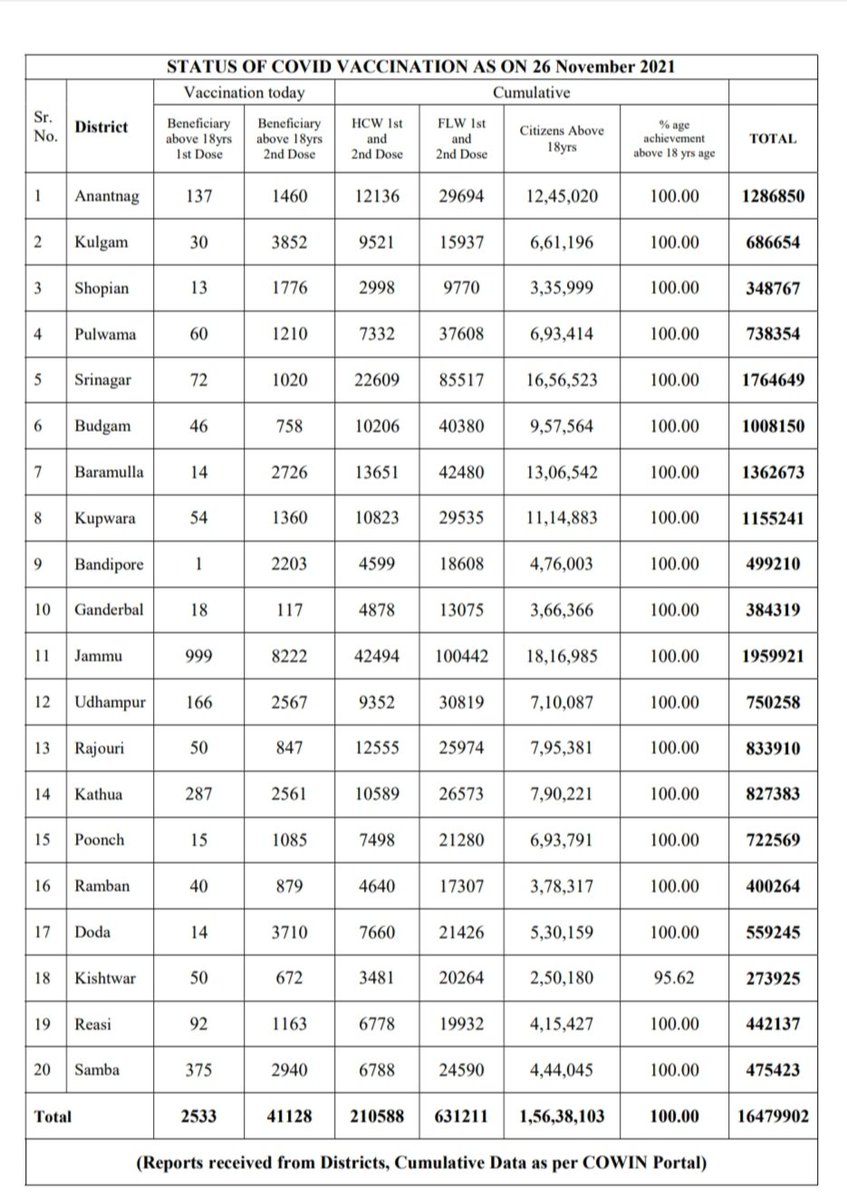 STATUS OF COVID VACCINATION AS ON 26 November 2021
Sr. No. District Vaccination today Cumulative
Beneficiary above 18yrs 1st Dose Beneficiary above 18yrs 2nd Dose HCW 1st and 2nd Dose FLW 1st and 2nd Dose Citizens Above 18yrs % age achievement above 18 yrs age TOTAL
1 Anantnag 137 1460 12136 29694 12,45,020 100.00 1286850
2 Kulgam 30 3852 9521 15937 6,61,196 100.00 686654
3 Shopian 13 1776 2998 9770 3,35,999 100.00 348767
4 Pulwama 60 1210 7332 37608 6,93,414 100.00 738354
5 Srinagar 72 1020 22609 85517 16,56,523 100.00 1764649
6 Budgam 46 758 10206 40380 9,57,564 100.00 1008150
7 Baramulla 14 2726 13651 42480 13,06,542 100.00 1362673
8 Kupwara 54 1360 10823 29535 11,14,883 100.00 1155241
9 Bandipore 1 2203 4599 18608 4,76,003 100.00 499210
10 Ganderbal 18 117 4878 13075 3,66,366 100.00 384319
11 Jammu 999 8222 42494 100442 18,16,985 100.00 1959921
12 Udhampur 166 2567 9352 30819 7,10,087 100.00 750258
13 Rajouri 50 847 12555 25974 7,95,381 100.00 833910
14 Kathua 287 2561 10589 26573 7,90,221 100.00 827383
15 Poonch 15 1085 7498 21280 6,93,791 100.00 722569
16 Ramban 40 879 4640 17307 3,78,317 100.00 400264
17 Doda 14 3710 7660 21426 5,30,159 100.00 559245
18 Kishtwar 50 672 3481 20264 2,50,180 95.62 273925
19 Reasi 92 1163 6778 19932 4,15,427 100.00 442137
20 Samba 375 2940 6788 24590 4,44,045 100.00 475423
Total 2533 41128 210588 631211 1,56,38,103 100.00 16479902
(Reports received from Districts, Cumulative Data as per COWIN Portal)